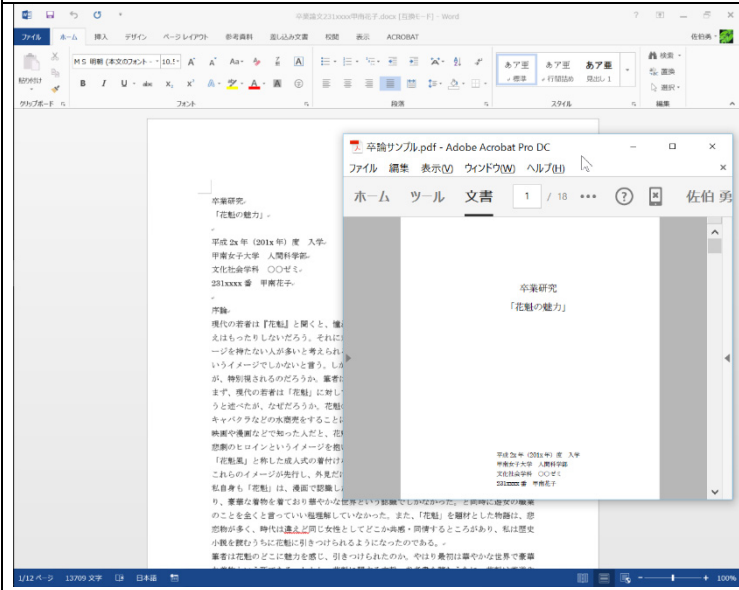 卒業論文231xxxx甲南花子.docx [互換モード] - Word
ファイル ホーム 挿入 デザイン ページ レイアウト 参考資料 差し込み文書 校閲 表示 ACROBAT
MS 明朝 (本文のフォント - 10.5
貼り付け
B I U abc x₂ x² A
あア亜 あア亜 あア亜
標準 行間詰め 見出し 1
検索
置換
選択
クリップボード フォント 段落 スタイル 編集
卒業研究
「花魁の魅力」
平成 2x 年（201x 年）度 入学
甲南女子大学 人間科学部
文化社会学科 〇〇ゼミ
231xxxx 番 甲南花子
序論
現代の若者は『花魁』と聞くと、
えはもったりしないだろう。それに
ージを持たない人が多いと考えられ
いうイメージでしかないと言う。し
が、特別視されるのだろうか。筆者
まず、現代の若者は「花魁」に対し
うと述べたが、なぜだろうか。花魁
キャバクラなどの水商売をすること
映画や漫画などで知った人だと、花
悲劇のヒロインというイメージを抱
「花魁風」と称した成人式の着付け
これらのイメージが先行し、外見だけ
私自身も「花魁」は、漫画で認識し
り、豪華な着物を着ており華やかな世界という認識でしかなかった。と同時に遊女の職業
のことを全くと言っていい程理解していなかった。また、「花魁」を題材とした物語は、悲
恋物が多く、時代は違えど同じ女性としてどこか共感・同情するところがあり、私は歴史
小説を読むうちに花魁に引きつけられるようになったのである。
筆者は花魁のどこに魅力を感じ、引きつけられたのか。やはり最初は華やかな世界で豪華
1/12 ページ 13709 文字 日本語 100%
卒論サンプル.pdf - Adobe Acrobat Pro DC
ファイル 編集 表示(V) ウィンドウ(W) ヘルプ(H)
ホーム ツール 文書 1 / 18 佐伯 勇
卒業研究
「花魁の魅力」
平成 2x 年（201x 年）度 入学
甲南女子大学 人間科学部
文化社会学科 〇〇ゼミ
231xxxx 番 甲南花子